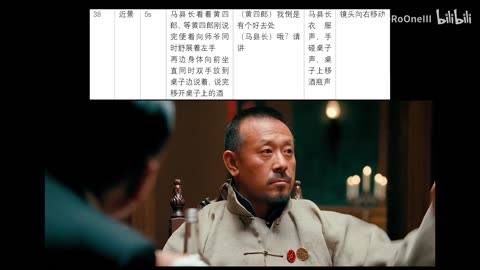 RoOneIII bilibili
38 近景 5s 马县长看着黄四 (黄四郎) 我倒是 马县长 镜头向右移动
郎,等黄四郎刚说 有个好去处 衣服
完便看向师爷同 (马县长) 哦? 请 声,手
时舒展着左手 讲 碰桌子
再边身体向前坐 声,桌
直同时双手放到 子上移
桌子边说着,说完 酒瓶声
移开桌子上的酒